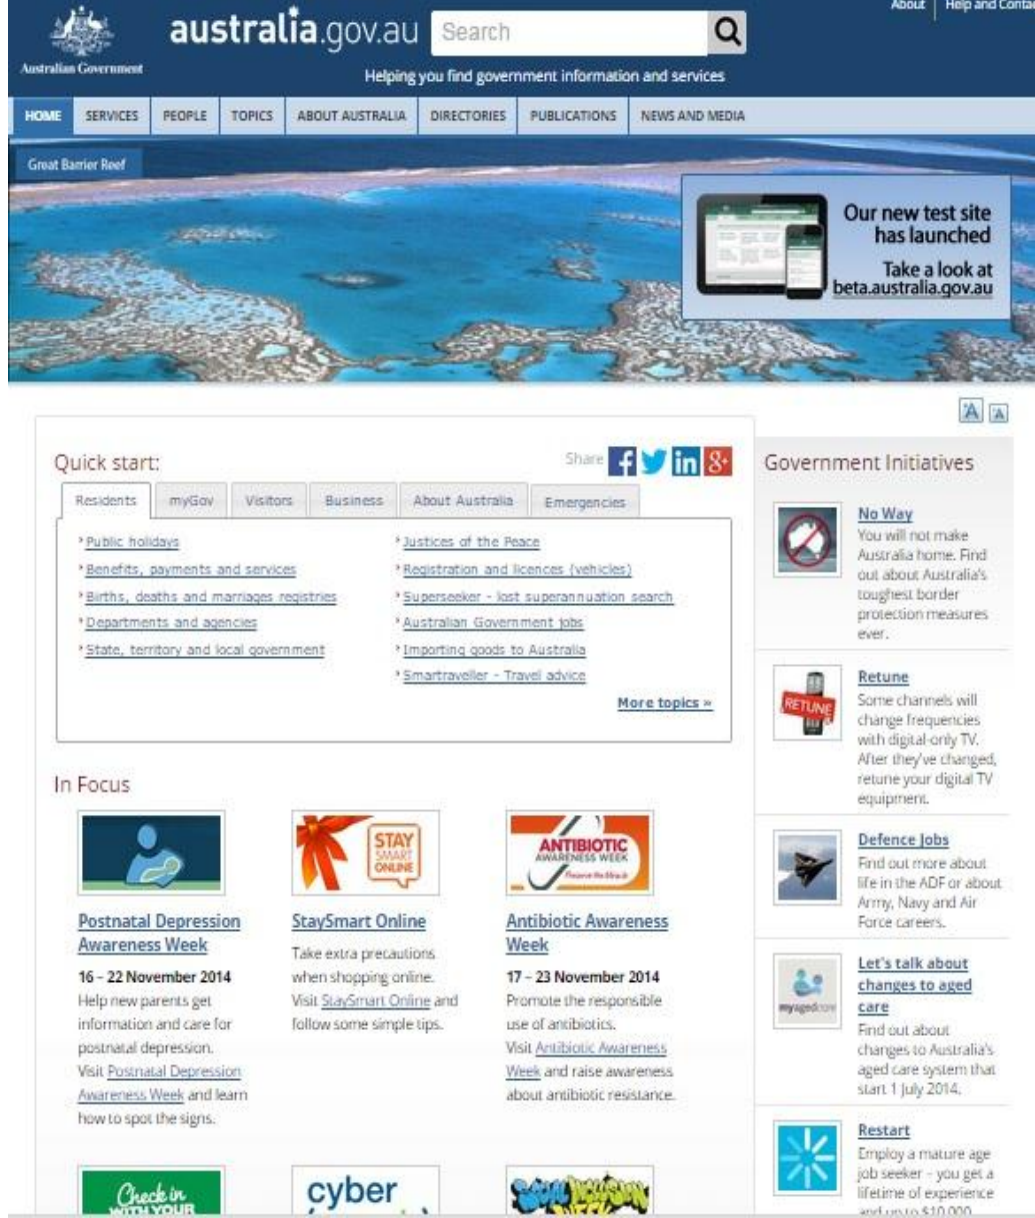 About
Help and Conta
Australian Government
australia.gov.au
Search
Helping you find government information and services
HOME
SERVICES
PEOPLE
TOPICS
ABOUT AUSTRALIA
DIRECTORIES
PUBLICATIONS
NEWS AND MEDIA
Great Barrier Reef
Our new test site
has launched
Take a look at
beta.australia.gov.au
A A
Quick start:
Share
Residents
myGov
Visitors
Business
About Australia
Emergencies
Public holidays
Benefits, payments and services
Births, deaths and marriages registries
Departments and agencies
State, territory and local government
Justices of the Peace
Registration and licences (vehicles)
Superseeker - lost superannuation search
Australian Government jobs
Importing goods to Australia
Smartraveller - Travel advice
More topics »
In Focus
Postnatal Depression
Awareness Week
16 – 22 November 2014
Help new parents get
information and care for
postnatal depression.
Visit Postnatal Depression
Awareness Week and learn
how to spot the signs.
STAY
SMART
ONLINE
StaySmart Online
Take extra precautions
when shopping online.
Visit StaySmart Online and
follow some simple tips.
ANTIBIOTIC
AWARENESS WEEK
Preserve the Miracle
Antibiotic Awareness
Week
17 – 23 November 2014
Promote the responsible
use of antibiotics.
Visit Antibiotic Awareness
Week and raise awareness
about antibiotic resistance.
Check in
WITH YOUR
cyber
SOCIAL INCLUSION
WEEK
Government Initiatives
No Way
You will not make
Australia home. Find
out about Australia's
toughest border
protection measures
ever.
RETUNE
Retune
Some channels will
change frequencies
with digital-only TV.
After they've changed,
retune your digital TV
equipment.
Defence Jobs
Find out more about
life in the ADF or about
Army, Navy and Air
Force careers.
myagedcare
Let's talk about
changes to aged
care
Find out about
changes to Australia's
aged care system that
start 1 July 2014.
Restart
Employ a mature age
job seeker – you get a
lifetime of experience
and up to $10,000